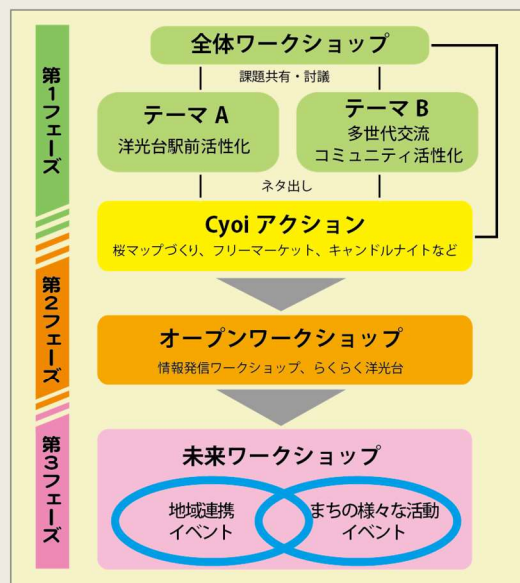 第1フェーズ
全体ワークショップ
課題共有・討議
テーマ A
洋光台駅前活性化
テーマ B
多世代交流
コミュニティ活性化
ネタ出し
Cyoi アクション
桜マップづくり、フリーマーケット、キャンドルナイトなど
第2フェーズ
オープンワークショップ
情報発信ワークショップ、らくらく洋光台
第3フェーズ
未来ワークショップ
地域連携
イベント
まちの様々な活動
イベント